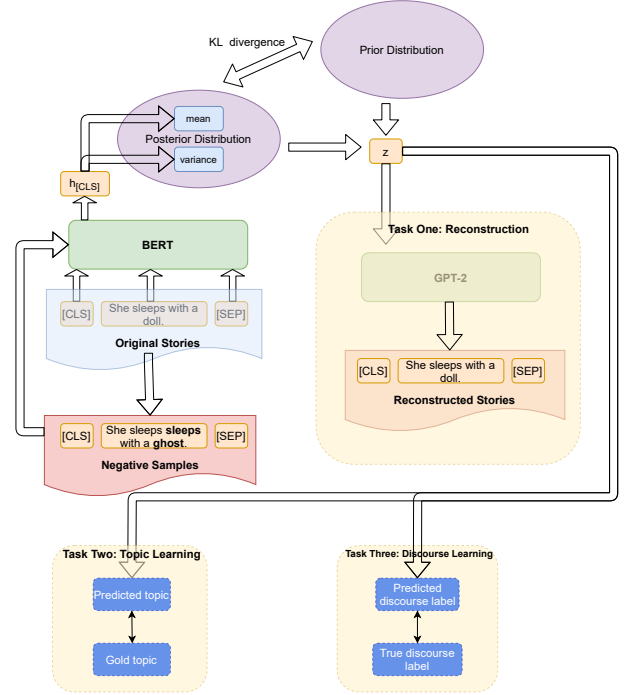 KL divergence
Prior Distribution
mean
Posterior Distribution
variance
z
h[CLS]
BERT
Task One: Reconstruction
GPT-2
[CLS]
She sleeps with a
doll.
[SEP]
Original Stories
[CLS]
She sleeps with a
doll.
[SEP]
Reconstructed Stories
[CLS]
She sleeps sleeps
with a ghost.
[SEP]
Negative Samples
Task Two: Topic Learning
Predicted topic
Gold topic
Task Three: Discourse Learning
Predicted
discourse label
True discourse
label